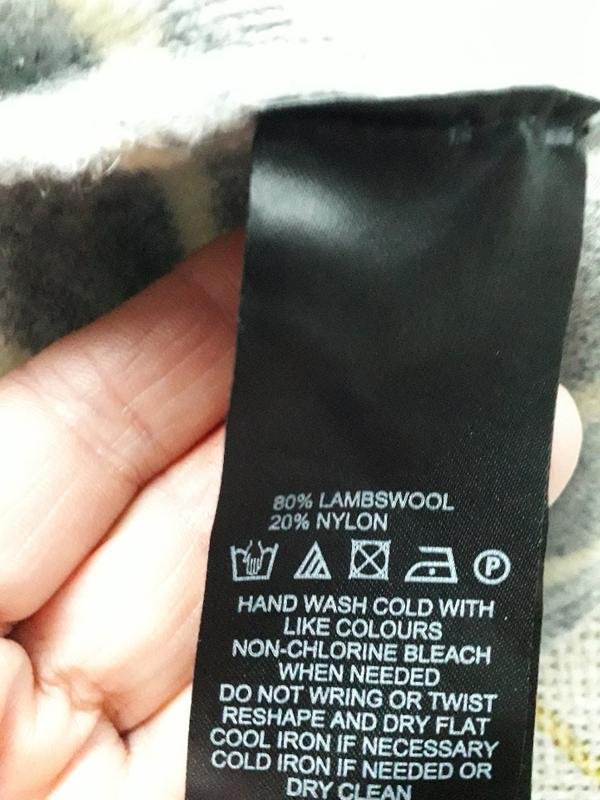 80% LAMBSWOOL
20% NYLON
P
HAND WASH COLD WITH
LIKE COLOURS
NON-CHLORINE BLEACH
WHEN NEEDED
DO NOT WRING OR TWIST
RESHAPE AND DRY FLAT
COOL IRON IF NECESSARY
COLD IRON IF NEEDED OR
DRY CLEAN